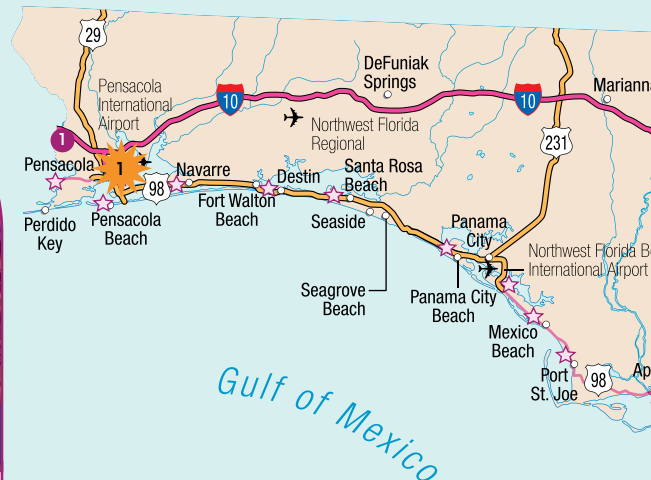 29
DeFuniak
Springs
Pensacola
International
Airport
10
10
Mariann
Northwest Florida
Regional
1
231
Pensacola
1
Navarre
98
Destin
Santa Rosa
Beach
Fort Walton
Beach
Perdido
Key
Pensacola
Beach
Seaside
Panama
City
Northwest Florida B
International Airport
Seagrove
Beach
Panama City
Beach
Mexico
Beach
Port
St. Joe
98
Ap
Gulf of Mexico